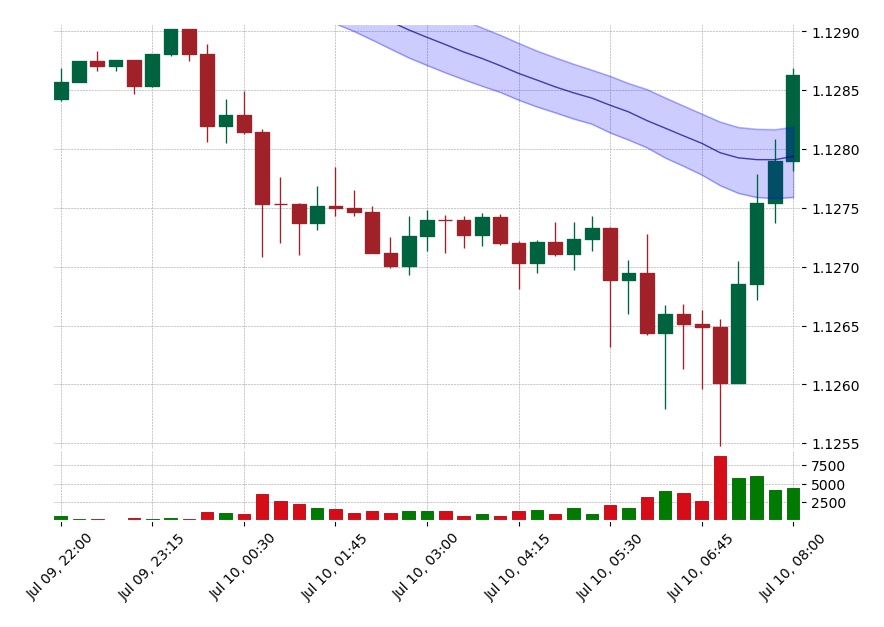 1.1290
1.1285
1.1280
1.1275
1.1270
1.1265
1.1260
1.1255
7500
5000
2500
Jul 09, 22:00
Jul 09, 23:15
Jul 10, 00:30
Jul 10, 01:45
Jul 10, 03:00
Jul 10, 04:15
Jul 10, 05:30
Jul 10, 06:45
Jul 10, 08:00